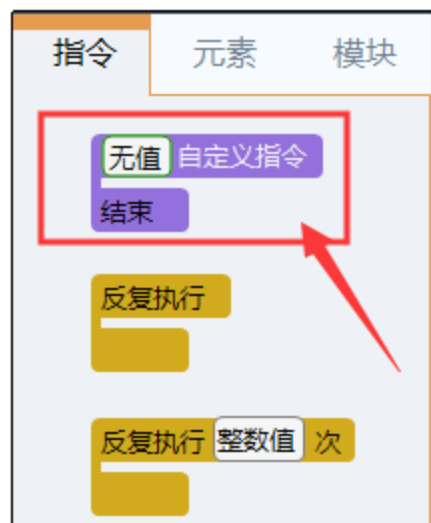 指令 元素 模块
无值 自定义指令
结束
反复执行
反复执行 整数值 次